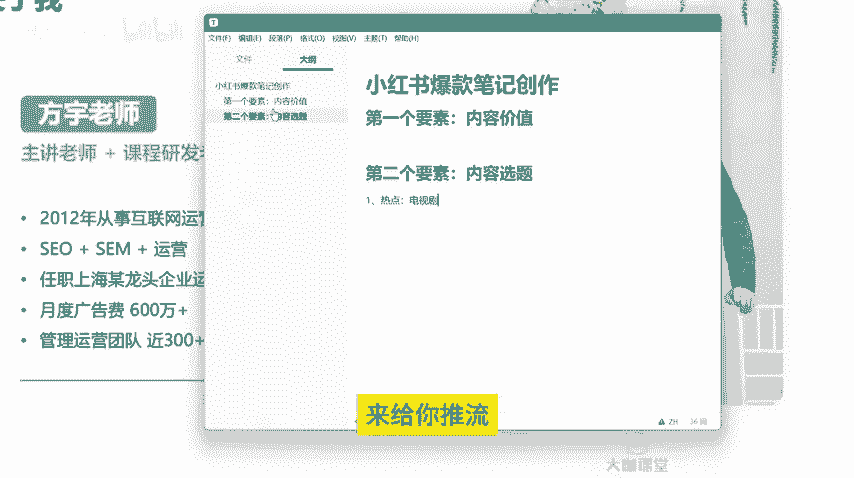 方宇老师
主讲老师 + 课程研发
• 2012年从事互联网运
• SEO + SEM + 运营
• 任职上海某龙头企业运
• 月度广告费 600万+
• 管理运营团队 近300+
T
文件(F) 编辑(E) 段落(P) 格式(O) 视图(V) 主题(T) 帮助(H)
文件 大纲
小红书爆款笔记创作
第一个要素：内容价值
第二个要素：内容选题
小红书爆款笔记创作
第一个要素：内容价值
第二个要素：内容选题
1、热点：电视剧
来给你推流
ZH 36 词
大咖课堂